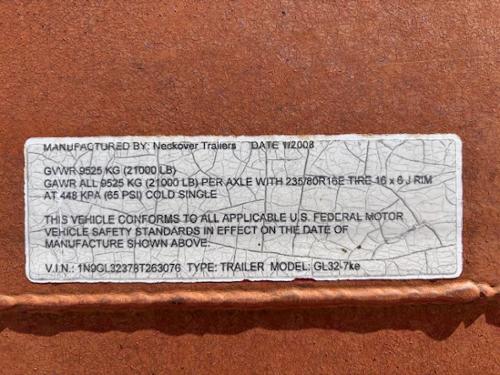 MANUFACTURED BY: Neckover Trailers DATE 1/2008
GVWR 9525 KG (21000 LB)
GAWR ALL 9525 KG (21000 LB) PER AXLE WITH 235/80R16E TIRE 16 x 6 J RIM
AT 448 KPA (65 PSI) COLD SINGLE
THIS VEHICLE CONFORMS TO ALL APPLICABLE U.S. FEDERAL MOTOR
VEHICLE SAFETY STANDARDS IN EFFECT ON THE DATE OF
MANUFACTURE SHOWN ABOVE.
V.I.N.: 1N9GL32378T263076 TYPE: TRAILER MODEL: GL32-7ke